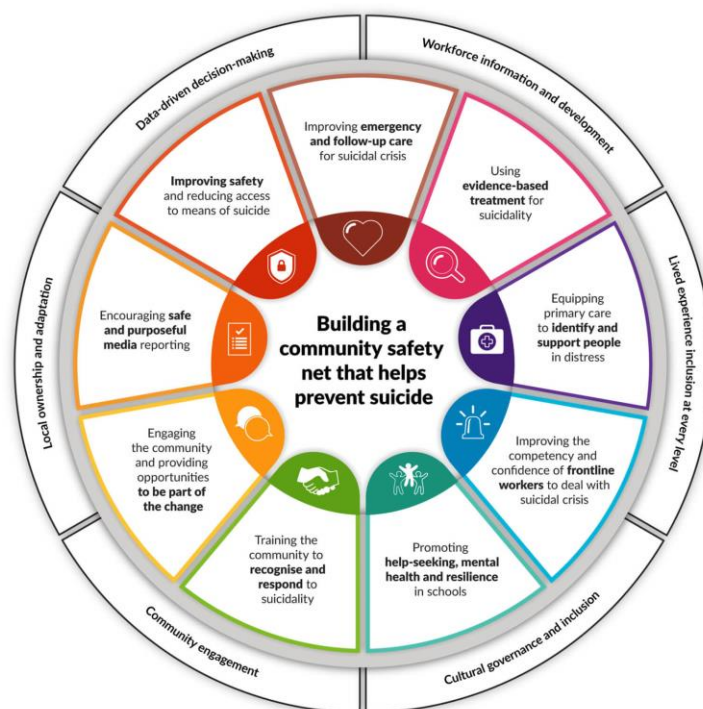 Building a
community safety
net that helps
prevent suicide
Improving emergency
and follow-up care
for suicidal crisis
Using
evidence-based
treatment for
suicidality
Equipping
primary care
to identify and
support people
in distress
Improving the
competency and
confidence of frontline
workers to deal with
suicidal crisis
Promoting
help-seeking, mental
health and resilience
in schools
Training the
community to
recognise and
respond to
suicidality
Engaging
the community
and providing
opportunities
to be part of
the change
Encouraging safe
and purposeful
media reporting
Improving safety
and reducing access
to means of suicide
Workforce information and development
Lived experience inclusion at every level
Cultural governance and inclusion
Community engagement
Local ownership and adaptation
Data-driven decision-making